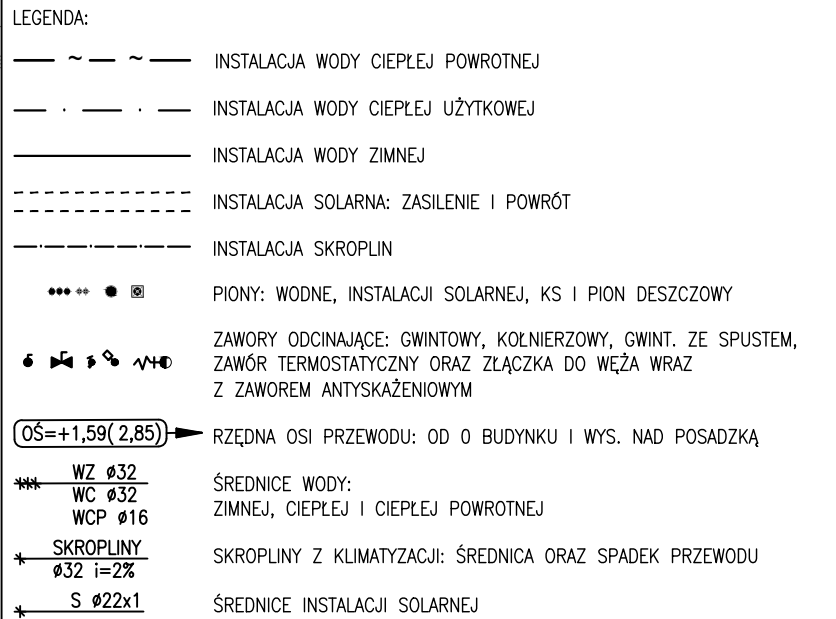 LEGENDA:
INSTALACJA WODY CIEPŁEJ POWROTNEJ
INSTALACJA WODY CIEPŁEJ UŻYTKOWEJ
INSTALACJA WODY ZIMNEJ
INSTALACJA SOLARNA: ZASILENIE I POWRÓT
INSTALACJA SKROPLIN
PIONY: WODNE, INSTALACJI SOLARNEJ, KS I PION DESZCZOWY
ZAWORY ODCINAJĄCE: GWINTOWY, KOŁNIERZOWY, GWINT. ZE SPUSTEM,
ZAWÓR TERMOSTATYCZNY ORAZ ZŁĄCZKA DO WĘŻA WRAZ
Z ZAWOREM ANTYSKAŻENIOWYM
OŚ=+1,59(2,85)
RZĘDNA OSI PRZEWODU: OD 0 BUDYNKU I WYS. NAD POSADZKĄ
WZ ø32
WC ø32
WCP ø16
ŚREDNICE WODY:
ZIMNEJ, CIEPŁEJ I CIEPŁEJ POWROTNEJ
SKROPLINY
ø32 i=2%
SKROPLINY Z KLIMATYZACJI: ŚREDNICA ORAZ SPADEK PRZEWODU
S ø22x1
ŚREDNICE INSTALACJI SOLARNEJ